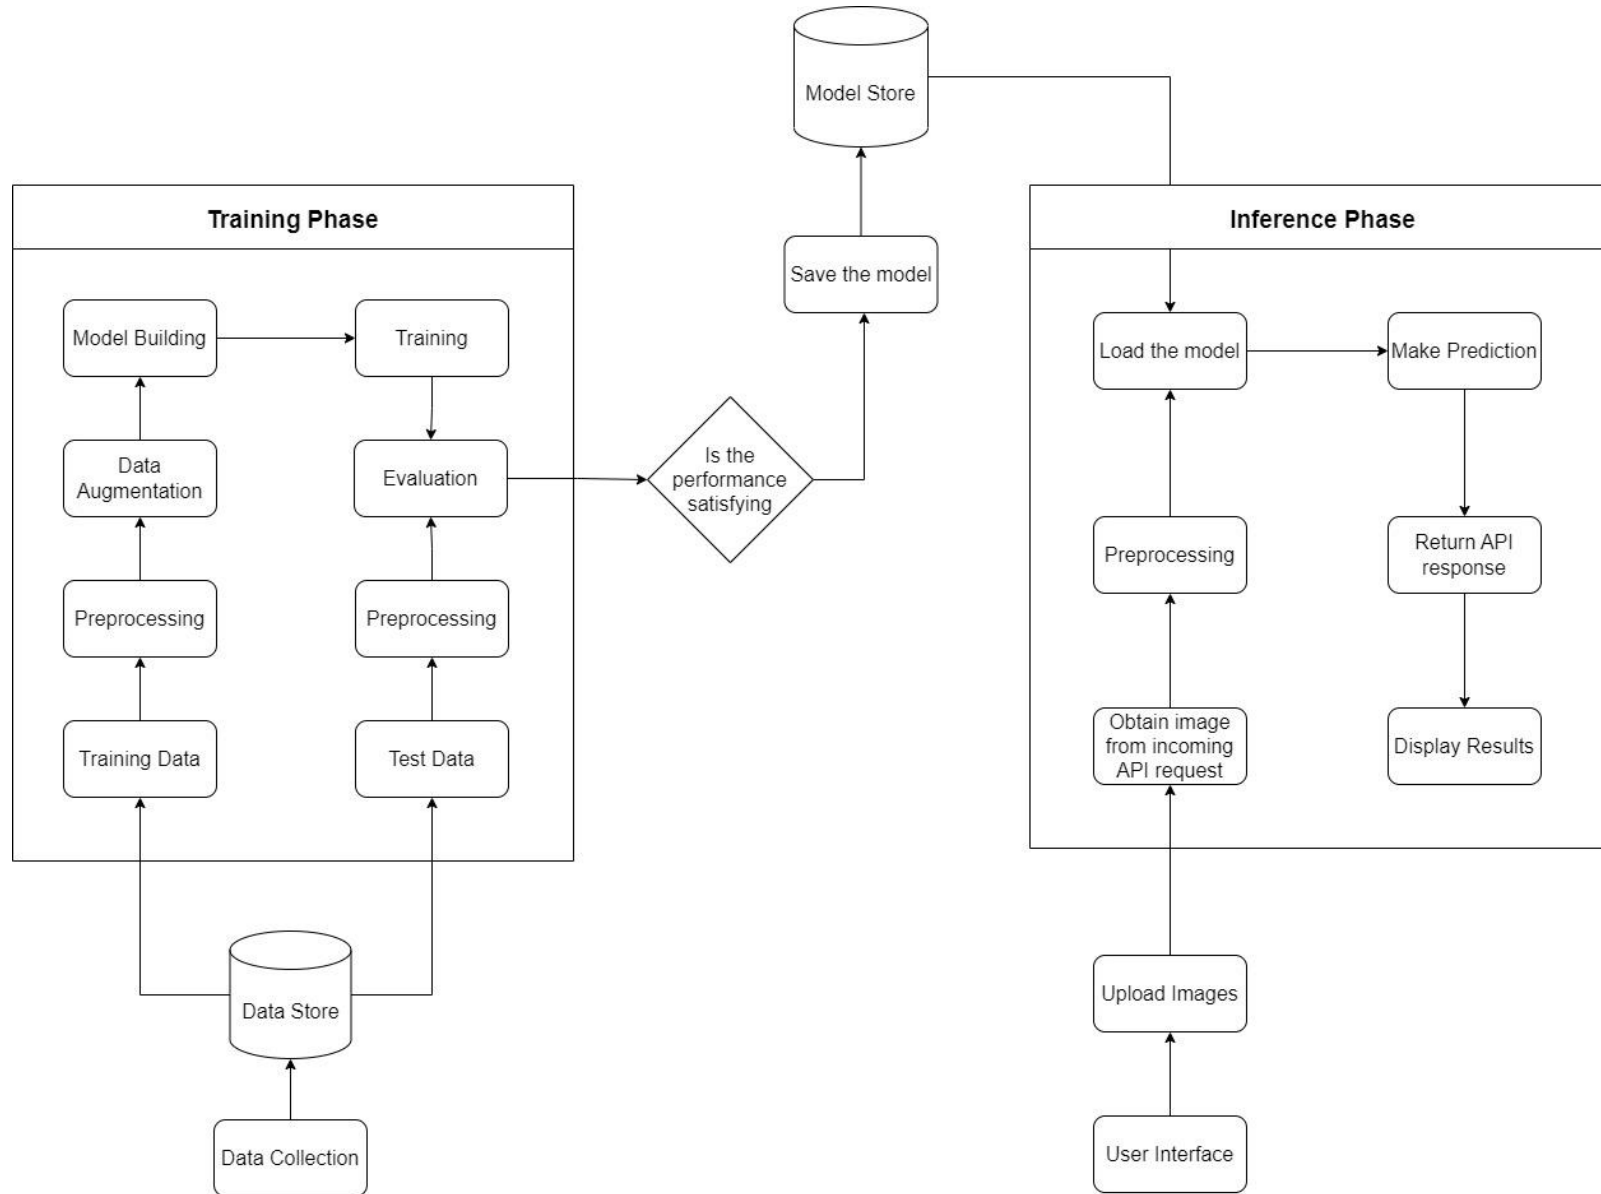 Model Store
Training Phase
Inference Phase
Save the model
Model Building
Training
Load the model
Make Prediction
Data
Augmentation
Evaluation
Is the
performance
satisfying
Preprocessing
Return API
response
Preprocessing
Preprocessing
Training Data
Test Data
Obtain image
from incoming
API request
Display Results
Data Store
Upload Images
Data Collection
User Interface